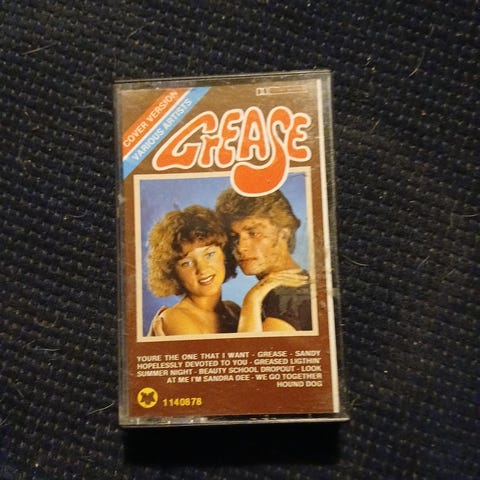 COVER VERSION
VARIOUS ARTISTS
GREASE
YOURE THE ONE THAT I WANT - GREASE - SANDY
HOPELESSLY DEVOTED TO YOU - GREASED LIGTHIN'
SUMMER NIGHT - BEAUTY SCHOOL DROPOUT - LOOK
AT ME I'M SANDRA DEE - WE GO TOGETHER
HOUND DOG
1140678